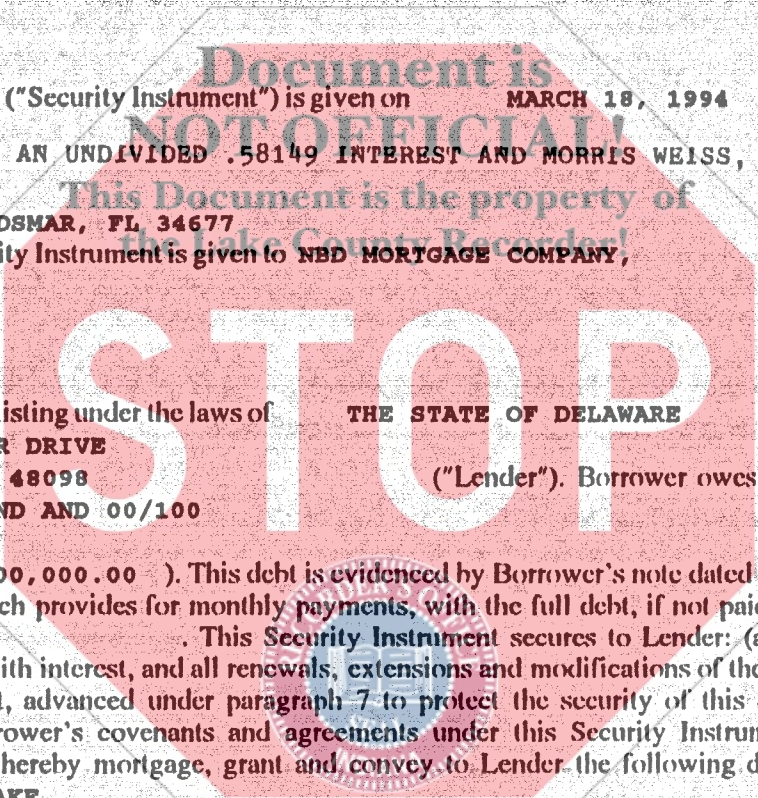 Document is
("Security Instrument") is given on MARCH 18, 1994
NOT OFFICIAL!
AN UNDIVIDED .58149 INTEREST AND MORRIS WEISS,
This Document is the property of
DSMAR, FL 34677
the Lake County Recorder!
ity Instrument is given to NBD MORTGAGE COMPANY,
STOP
isting under the laws of THE STATE OF DELAWARE
R DRIVE
48098 ("Lender"). Borrower owes
ND AND 00/100
00,000.00 ). This debt is evidenced by Borrower's note dated
ch provides for monthly payments, with the full debt, if not paid
. This Security Instrument secures to Lender: (a
ith interest, and all renewals, extensions and modifications of the
t, advanced under paragraph 7 to protect the security of this
rower's covenants and agreements under this Security Instrum
hereby mortgage, grant and convey to Lender the following d
AKE
RECORDER'S OFFICE
SEAL
INDIANA